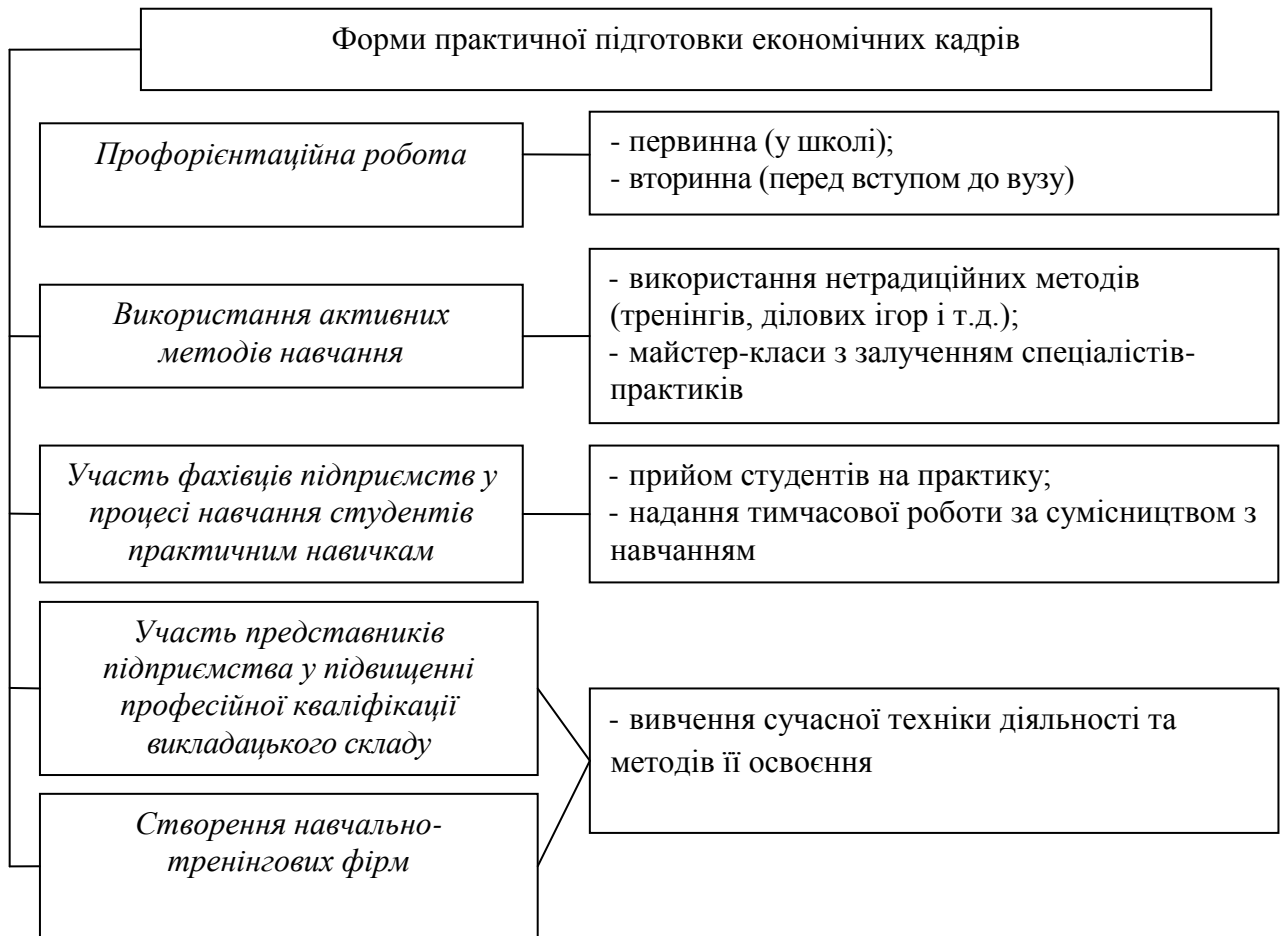 Форми практичної підготовки економічних кадрів
Профорієнтаційна робота
- первинна (у школі);
- вторинна (перед вступом до вузу)
Використання активних
методів навчання
- використання нетрадиційних методів
(тренінгів, ділових ігор і т.д.);
- майстер-класи з залученням спеціалістів-
практиків
Участь фахівців підприємств у
процесі навчання студентів
практичним навичкам
- прийом студентів на практику;
- надання тимчасової роботи за сумісництвом з
навчанням
Участь представників
підприємства у підвищенні
професійної кваліфікації
викладацького складу
- вивчення сучасної техніки діяльності та
методів її освоєння
Створення навчально-
тренінгових фірм